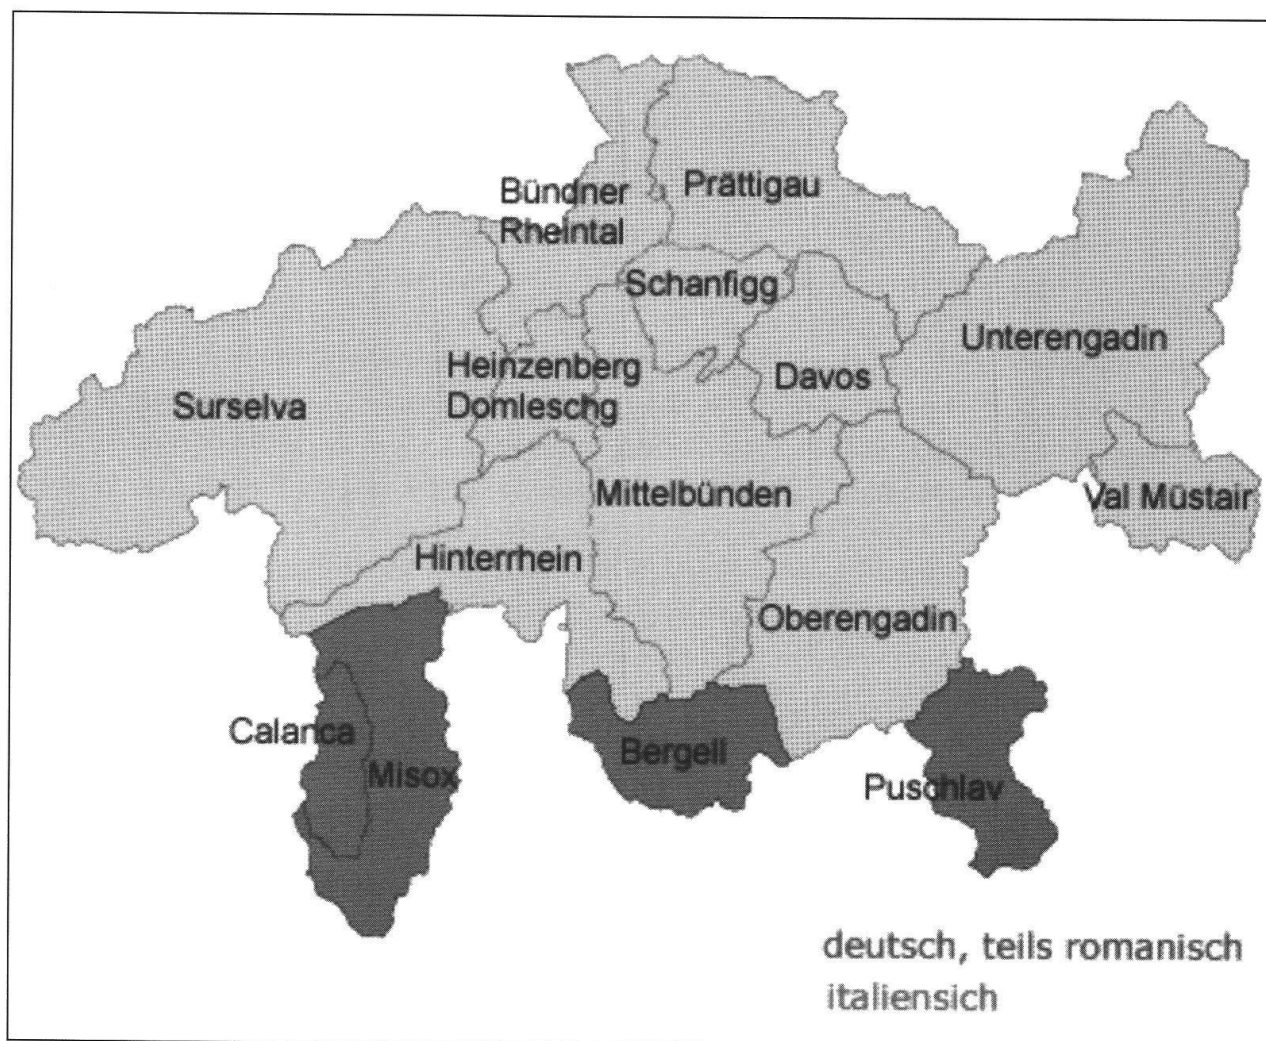 Bündner
Rheintal
Prättigau
Schanfigg
Unterengadin
Heinzenberg
Domleschg
Davos
Surselva
Mittelbünden
Val Müstair
Hinterrhein
Oberengadin
Calanca
Misox
Bergell
Puschlav
deutsch, teils romanisch
italiensich